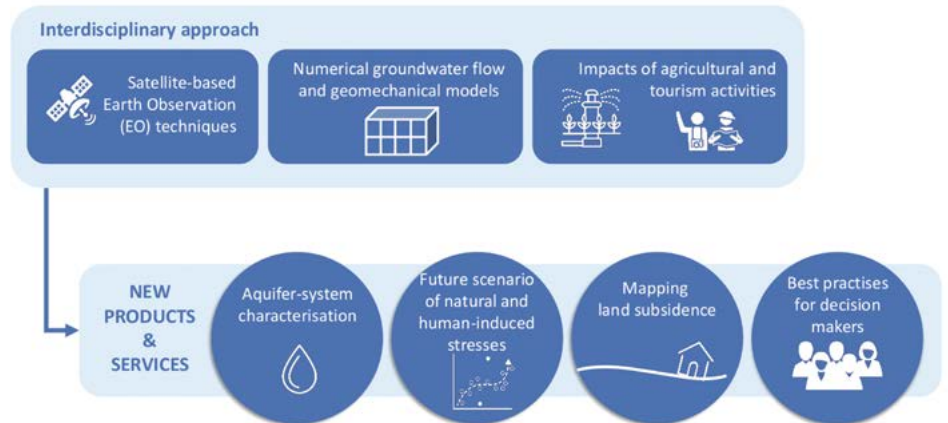 Interdisciplinary approach
Satellite-based
Earth Observation
(EO) techniques
Numerical groundwater flow
and geomechanical models
Impacts of agricultural and
tourism activities
NEW
PRODUCTS
&
SERVICES
Aquifer-system
characterisation
Future scenario
of natural and
human-induced
stresses
Mapping
land subsidence
Best practises
for decision
makers